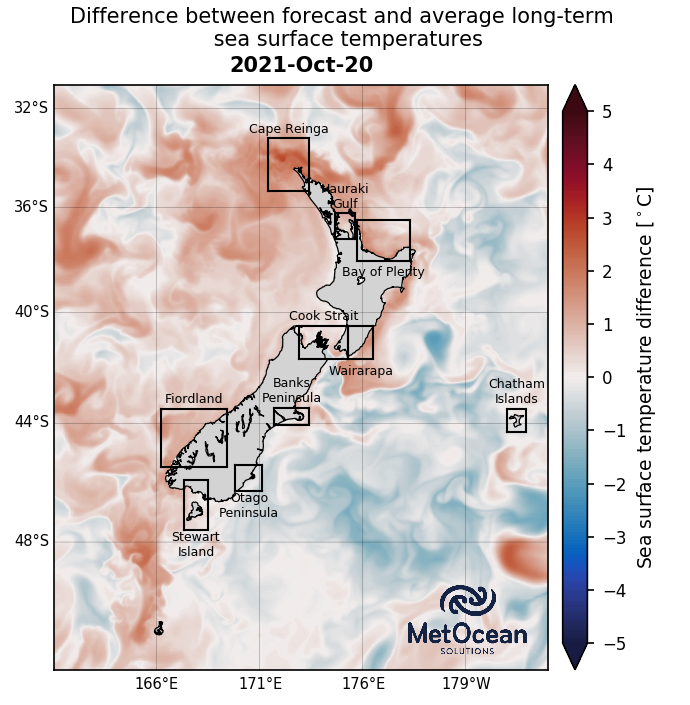 Difference between forecast and average long-term
sea surface temperatures
2021-Oct-20
32°S
36°S
40°S
44°S
48°S
Cape Reinga
Hauraki
Gulf
Bay of Plenty
Cook Strait
Wairarapa
Banks
Peninsula
Fiordland
Chatham
Islands
Otago
Peninsula
Stewart
Island
MetOcean
SOLUTIONS
166°E
171°E
176°E
179°W
5
4
3
2
1
0
−1
−2
−3
−4
−5
Sea surface temperature difference [°C]